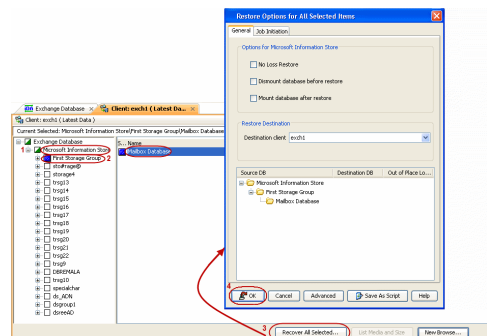 Restore Options for All Selected Items
General Job Initiation
Options for Microsoft Information Store
No Loss Restore
Dismount database before restore
Mount database after restore
Restore Destination
Destination client exch1
Source DB Destination DB Out of Place Lo...
Microsoft Information Store
First Storage Group
Mailbox Database
4
OK Cancel Advanced Save As Script Help
Exchange Database × Client: exch1 ( Latest Da... ×
Client: exch1 ( Latest Data )
Current Selected: Microsoft Information Store\First Storage Group\Mailbox Database
Exchange Database
1 Microsoft Information Store
First Storage Group 2
storage4
trsg13
trsg14
trsg15
trsg16
trsg17
trsg18
trsg19
trsg20
trsg21
trsg22
trsg9
DBREMALA
trsg10
specialchar
ds_ADN
dsgroup1
dsreeAD
S... Name
Mailbox Database
3 Recover All Selected... List Media and Size New Browse...